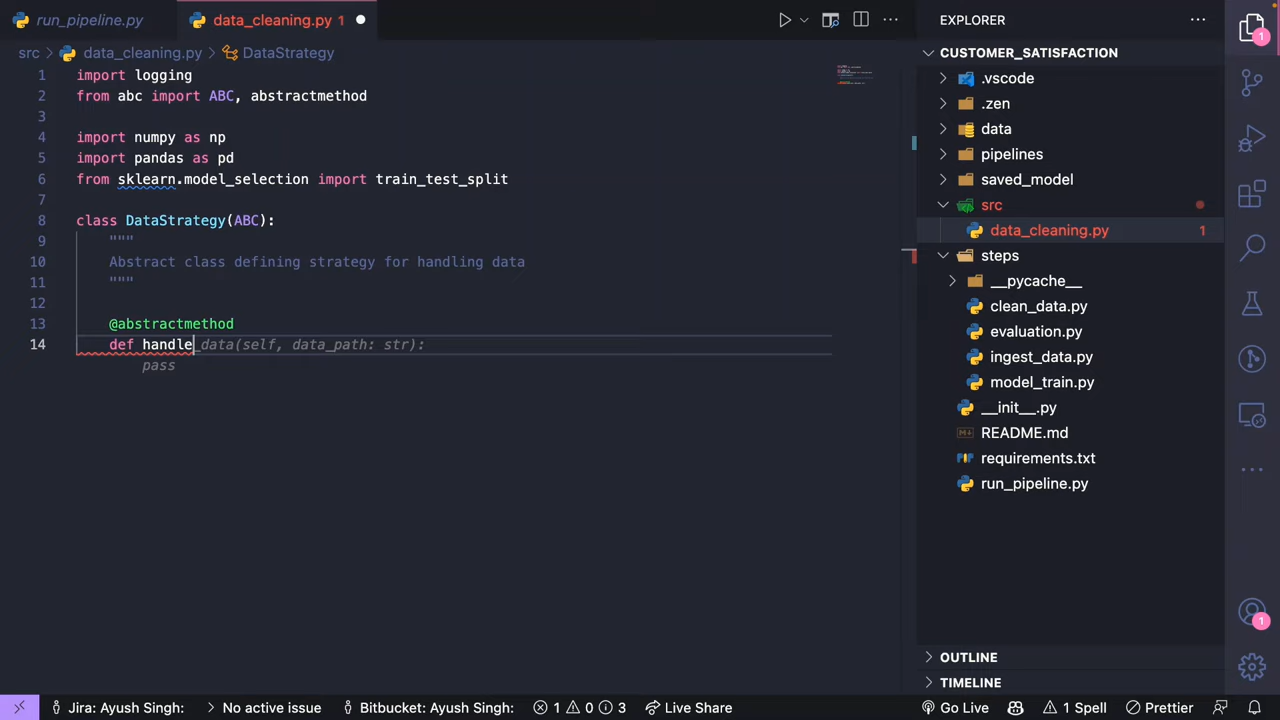 run_pipeline.py
data_cleaning.py 1
src > data_cleaning.py > DataStrategy
1 import logging
2 from abc import ABC, abstractmethod
3
4 import numpy as np
5 import pandas as pd
6 from sklearn.model_selection import train_test_split
7
8 class DataStrategy(ABC):
9 """
10 Abstract class defining strategy for handling data
11 """
12
13 @abstractmethod
14 def handle_data(self, data_path: str):
pass
EXPLORER
CUSTOMER_SATISFACTION
.vscode
.zen
data
pipelines
saved_model
src
data_cleaning.py 1
steps
__pycache__
clean_data.py
evaluation.py
ingest_data.py
model_train.py
__init__.py
README.md
requirements.txt
run_pipeline.py
OUTLINE
TIMELINE
1
1
Jira: Ayush Singh: > No active issue Bitbucket: Ayush Singh: 1 0 3 Live Share Go Live 1 Spell Prettier